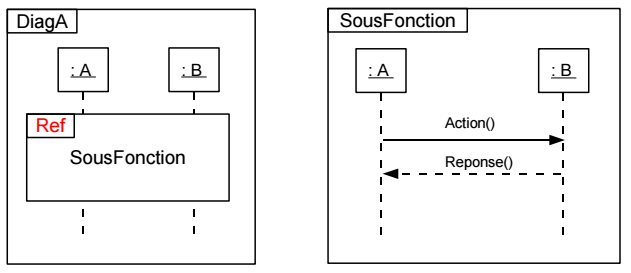 DiagA
: A
: B
Ref
SousFonction
SousFonction
: A
: B
Action()
Reponse()